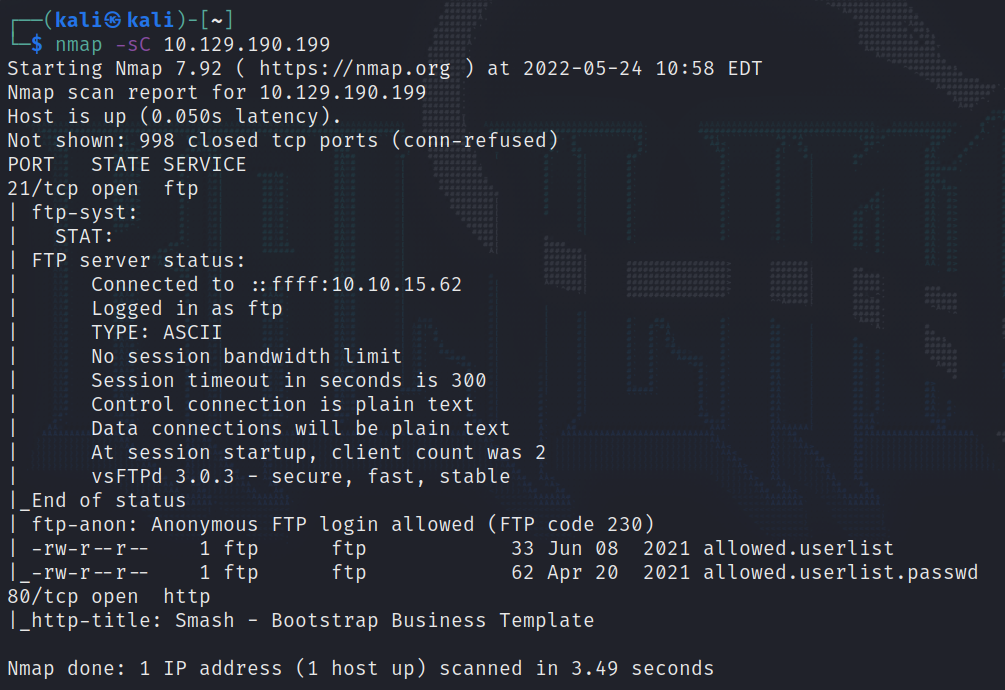 ┌──(kali㉿kali)-[~]
└─$ nmap -sC 10.129.190.199
Starting Nmap 7.92 ( https://nmap.org ) at 2022-05-24 10:58 EDT
Nmap scan report for 10.129.190.199
Host is up (0.050s latency).
Not shown: 998 closed tcp ports (conn-refused)
PORT   STATE SERVICE
21/tcp open  ftp
| ftp-syst:
|   STAT:
| FTP server status:
|      Connected to ::ffff:10.10.15.62
|      Logged in as ftp
|      TYPE: ASCII
|      No session bandwidth limit
|      Session timeout in seconds is 300
|      Control connection is plain text
|      Data connections will be plain text
|      At session startup, client count was 2
|      vsFTPd 3.0.3 - secure, fast, stable
|_End of status
| ftp-anon: Anonymous FTP login allowed (FTP code 230)
| -rw-r--r--    1 ftp      ftp            33 Jun 08  2021 allowed.userlist
|_-rw-r--r--    1 ftp      ftp            62 Apr 20  2021 allowed.userlist.passwd
80/tcp open  http
|_http-title: Smash - Bootstrap Business Template
Nmap done: 1 IP address (1 host up) scanned in 3.49 seconds